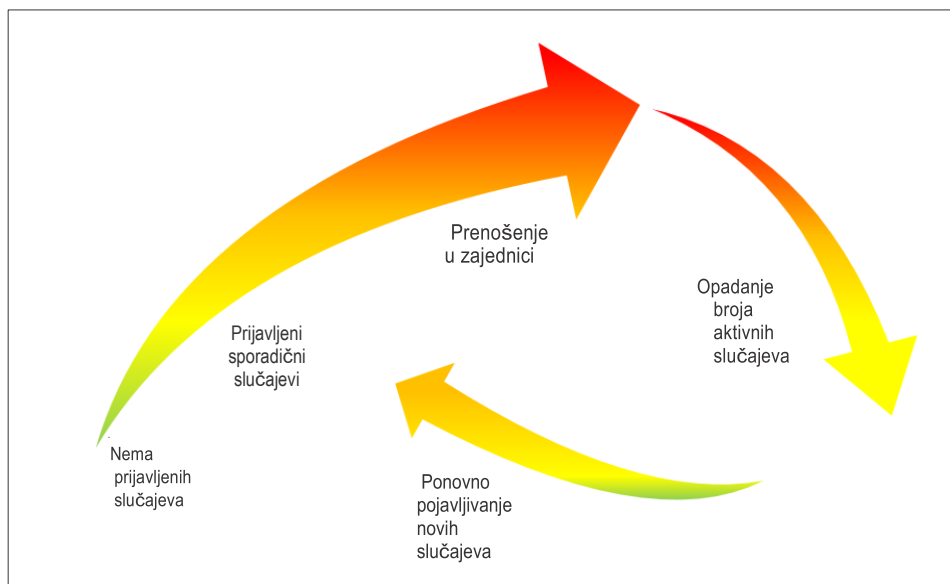 Prenošenje
u zajednici
Opadanje
broja
aktivnih
slučajeva
Prijavljeni
sporadični
slučajevi
Nema
prijavljenih
slučajeva
Ponovno
pojavljivanje
novih
slučajeva